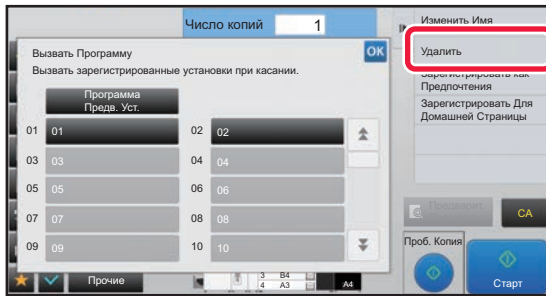 Число копий 1
Изменить Имя
Вызвать Программу
OK
Удалить
Вызвать зарегистрированные установки при касании.
Зарегистрировать как
Предпочтения
Программа
Предв. Уст.
Зарегистрировать Для
Домашней Страницы
01 01
02 02
03 03
04 04
05 05
06 06
07 07
08 08
09 09
10 10
Предварит.
CA
Проб. Копия
Старт
Прочие
3 B4
4 A3
A4